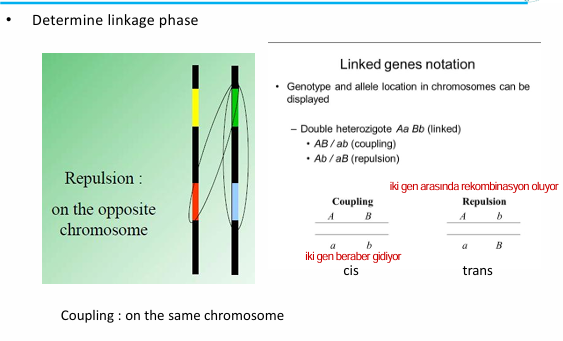 • Determine linkage phase
Repulsion :
on the opposite
chromosome
Linked genes notation
• Genotype and allele location in chromosomes can be
displayed
– Double heterozigote Aa Bb (linked)
• AB / ab (coupling)
• Ab / aB (repulsion)
iki gen arasında rekombinasyon oluyor
Coupling
A B
a b
iki gen beraber gidiyor
cis
Repulsion
A b
a B
trans
Coupling : on the same chromosome